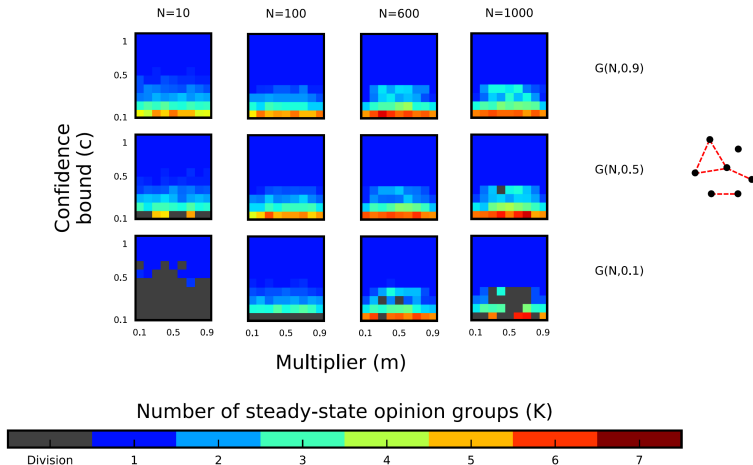 N=10 N=100 N=600 N=1000
1
0.5
0.1
G(N,0.9)
Confidence
bound (c)
1
0.5
0.1
G(N,0.5)
1
0.5
0.1
G(N,0.1)
0.1 0.5 0.9 0.1 0.5 0.9 0.1 0.5 0.9 0.1 0.5 0.9
Multiplier (m)
Number of steady-state opinion groups (K)
Division 1 2 3 4 5 6 7